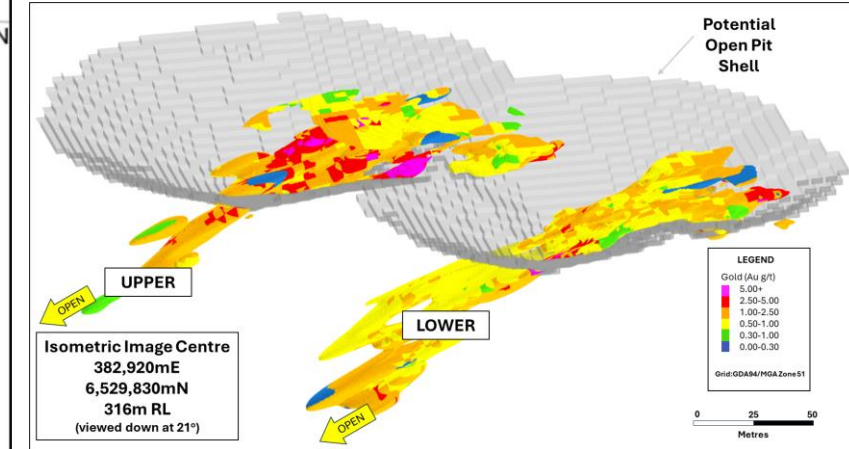 N
Potential
Open Pit
Shell
UPPER
OPEN
LOWER
OPEN
Isometric Image Centre
382,920mE
6,529,830mN
316m RL
(viewed down at 21°)
LEGEND
Gold (Au g/t)
5.00+
2.50-5.00
1.00-2.50
0.50-1.00
0.30-1.00
0.00-0.30
Grid:GDA94/MGA Zone 51
0 25 50
Metres